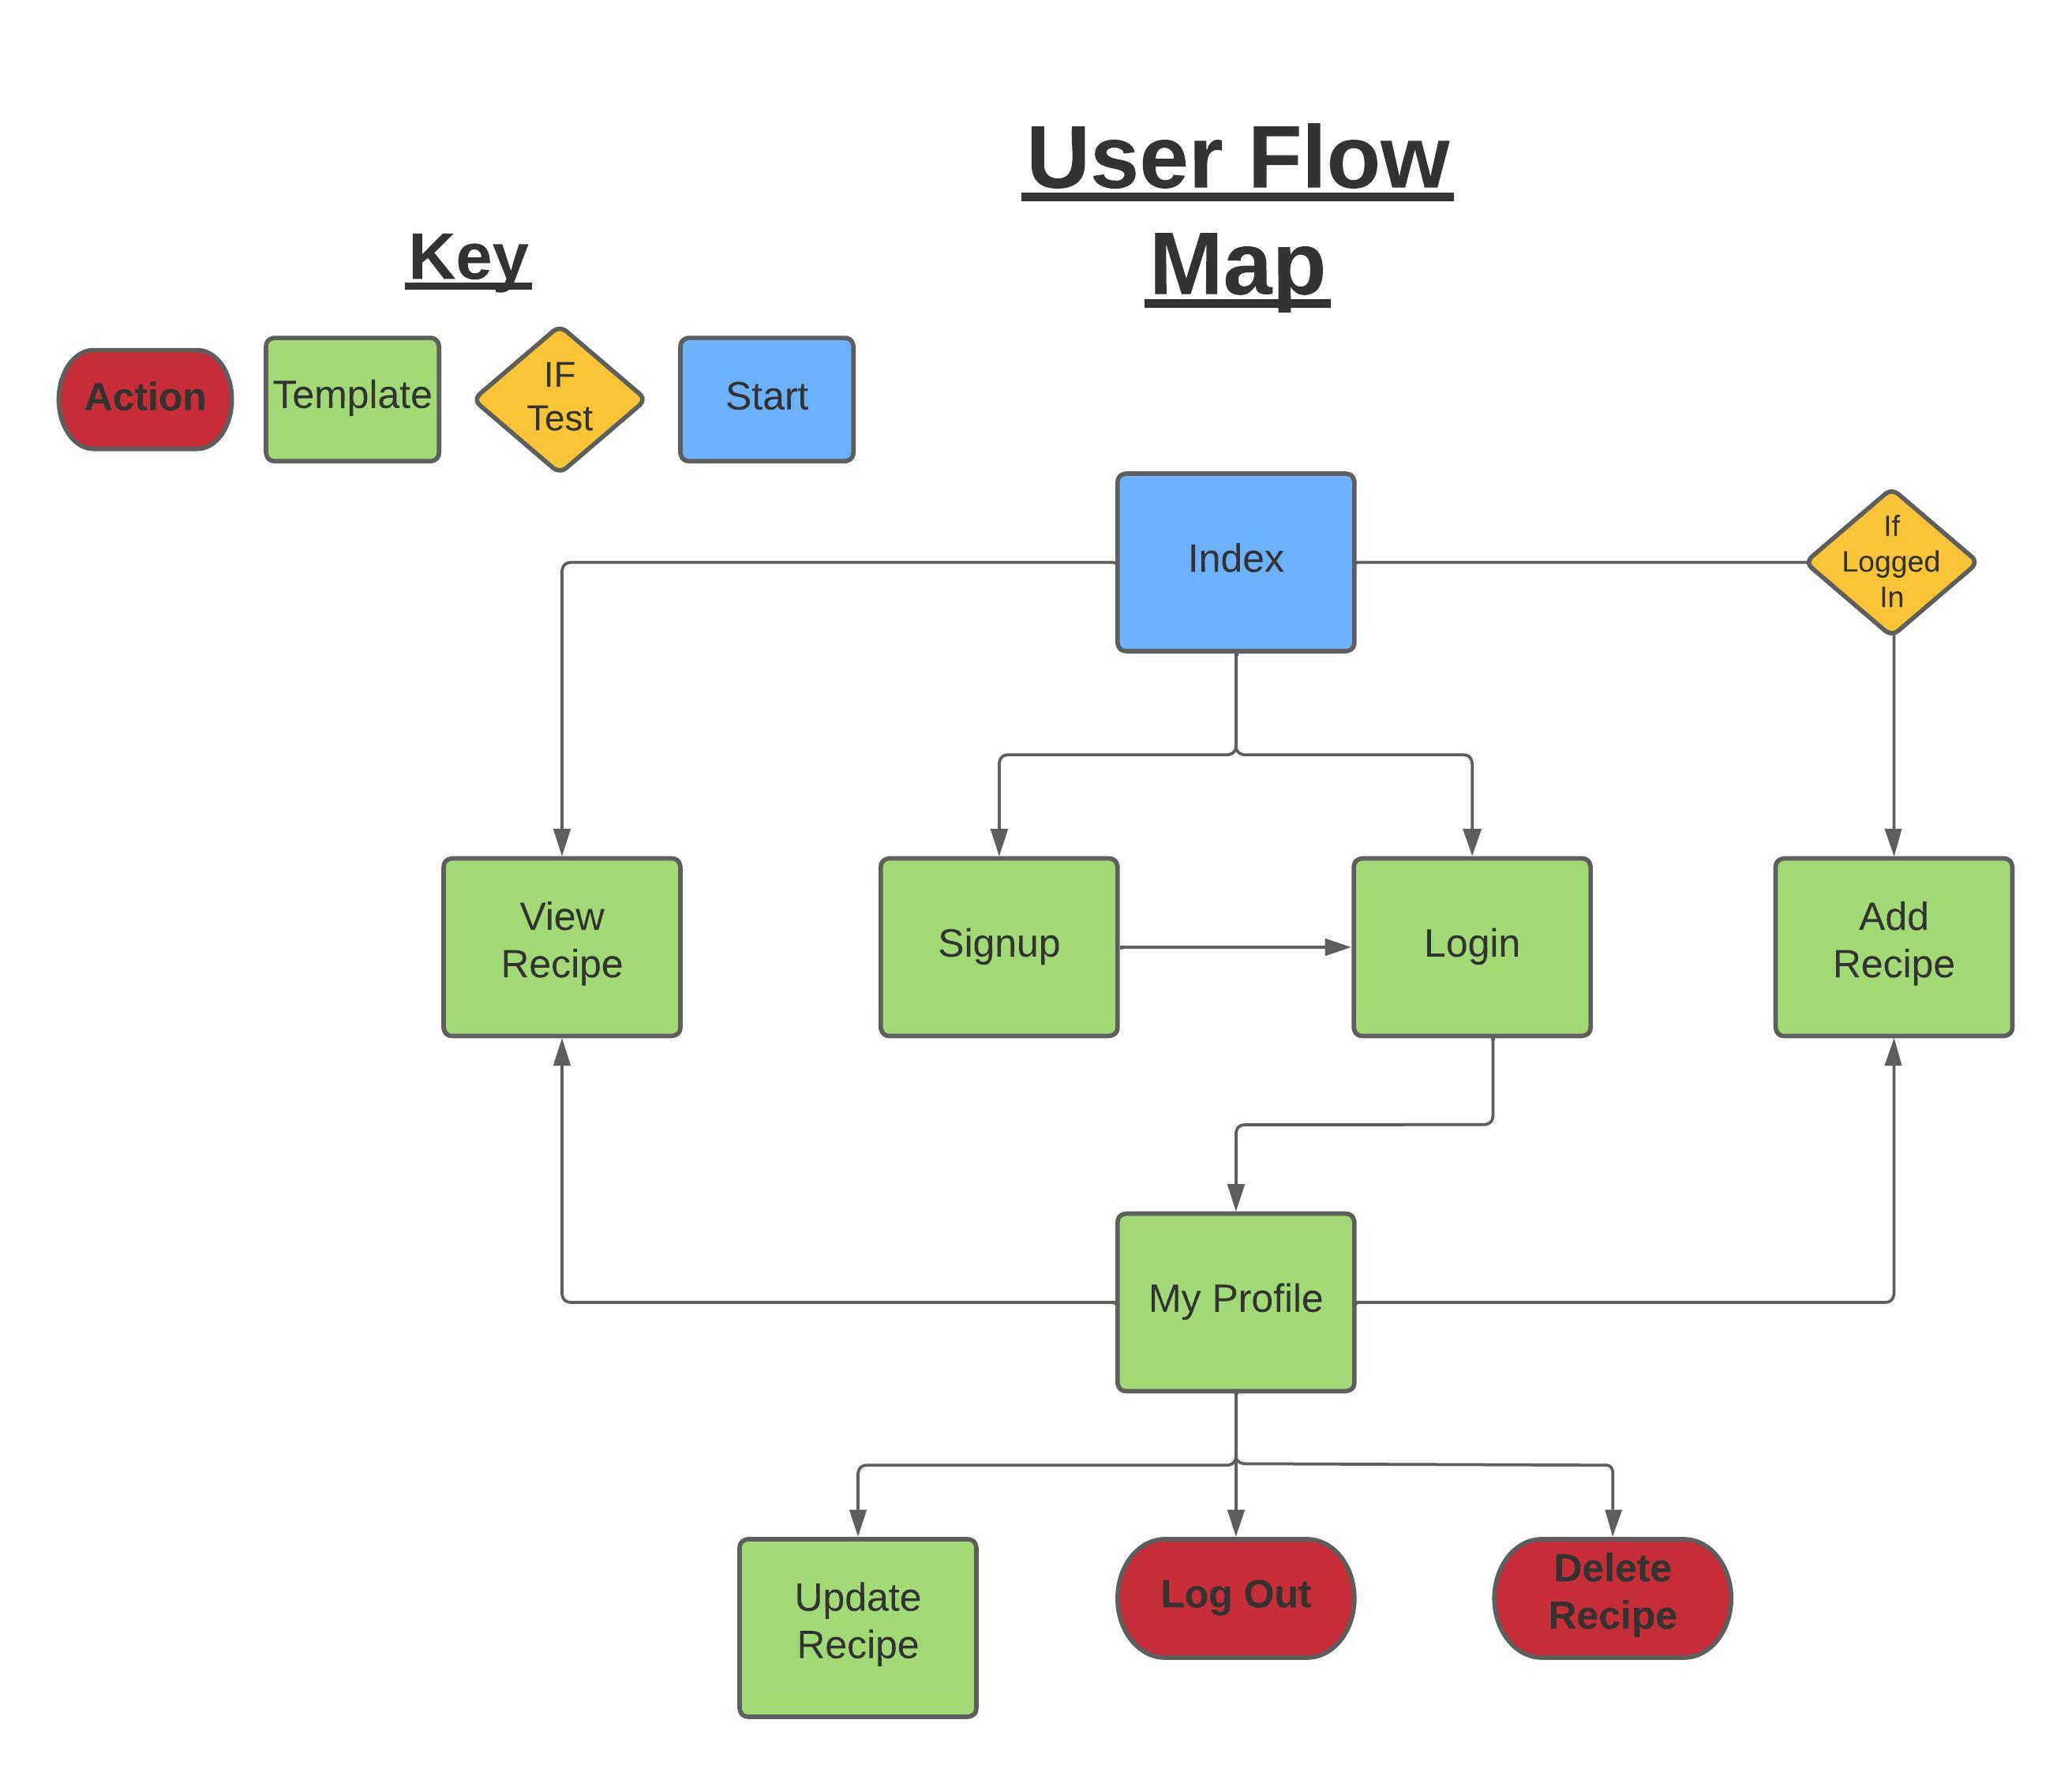 User Flow
Map
Key
Action
Template
IF
Test
Start
Index
If
Logged
In
View
Recipe
Signup
Login
Add
Recipe
My Profile
Update
Recipe
Log Out
Delete
Recipe